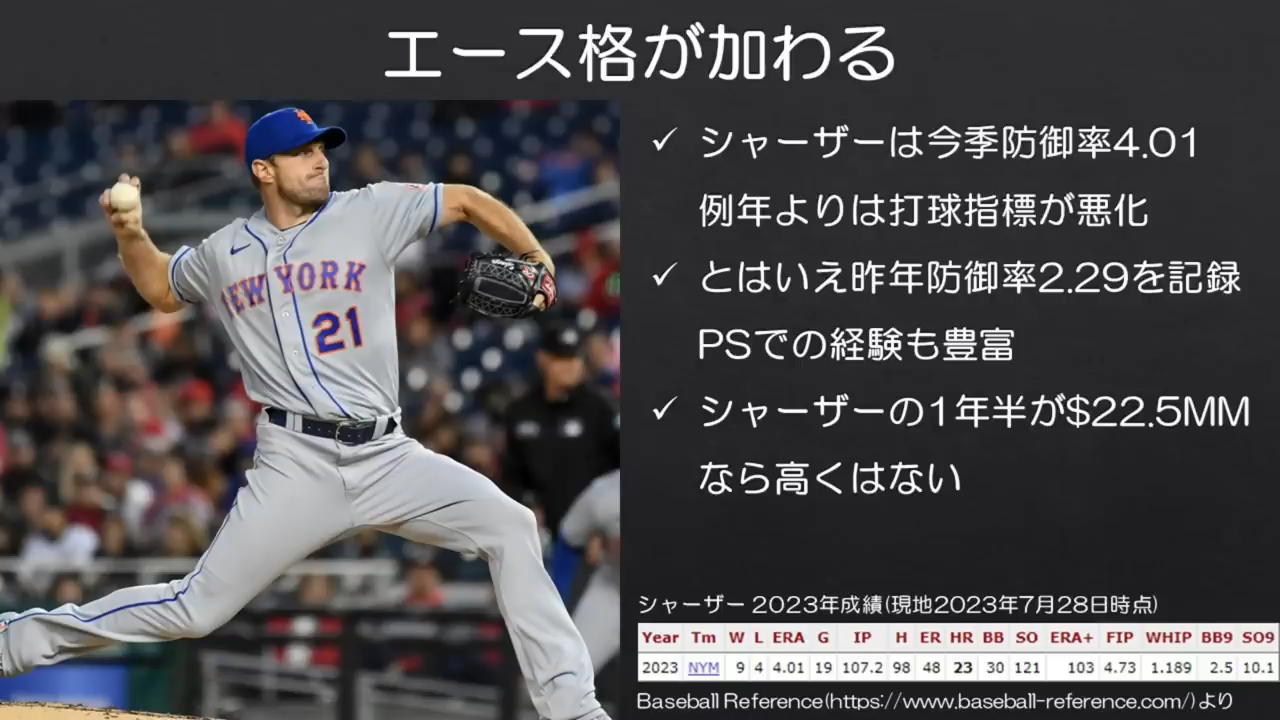 エース格が加わる
✓ シャーザーは今季防御率4.01
例年よりは打球指標が悪化
✓ とはいえ昨年防御率2.29を記録
PSでの経験も豊富
✓ シャーザーの1年半が$22.5MM
なら高くはない
NEW YORK
21
シャーザー 2023年成績(現地2023年7月28日時点)
Year Tm W L ERA G IP H ER HR BB SO ERA+ FIP WHIP BB9 SO9
2023 NYM 9 4 4.01 19 107.2 98 48 23 30 121 103 4.73 1.189 2.5 10.1
Baseball Reference(https://www.baseball-reference.com/)より